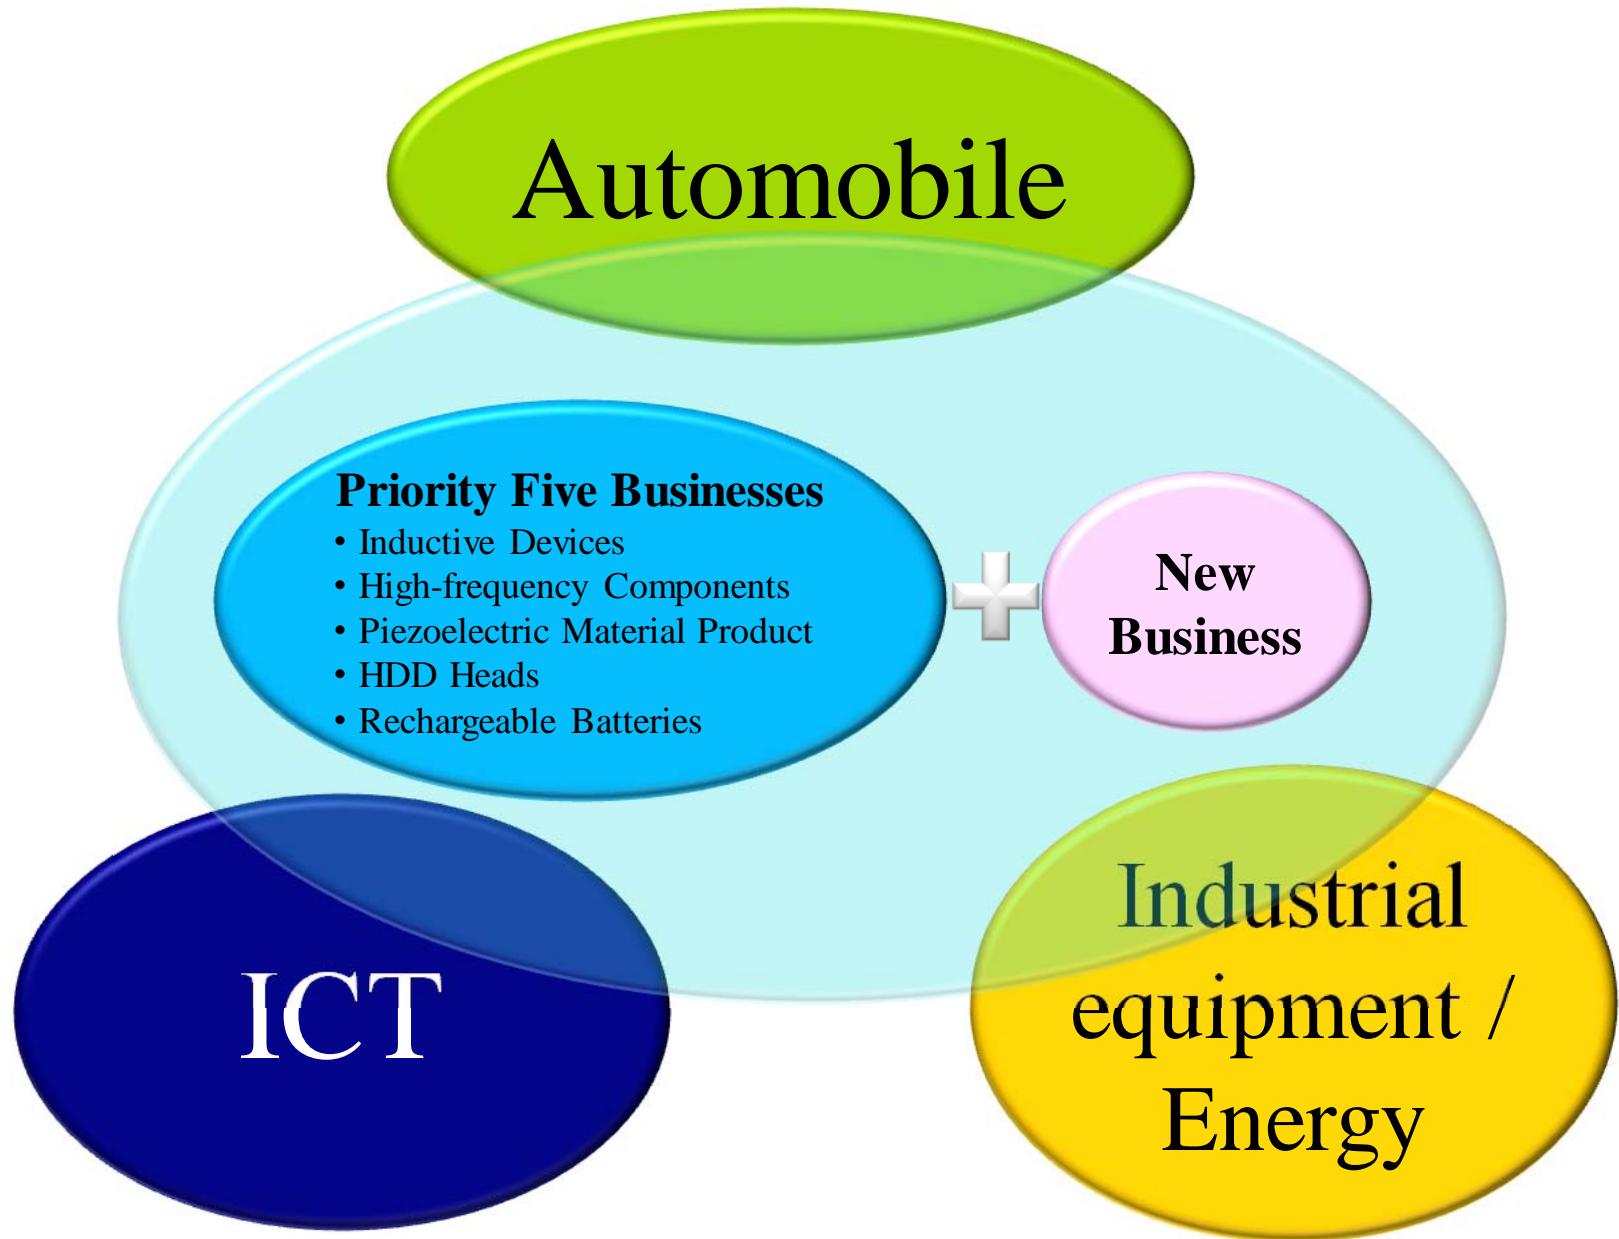 Automobile
Priority Five Businesses
• Inductive Devices
• High-frequency Components
• Piezoelectric Material Product
• HDD Heads
• Rechargeable Batteries
New
Business
ICT
Industrial
equipment /
Energy